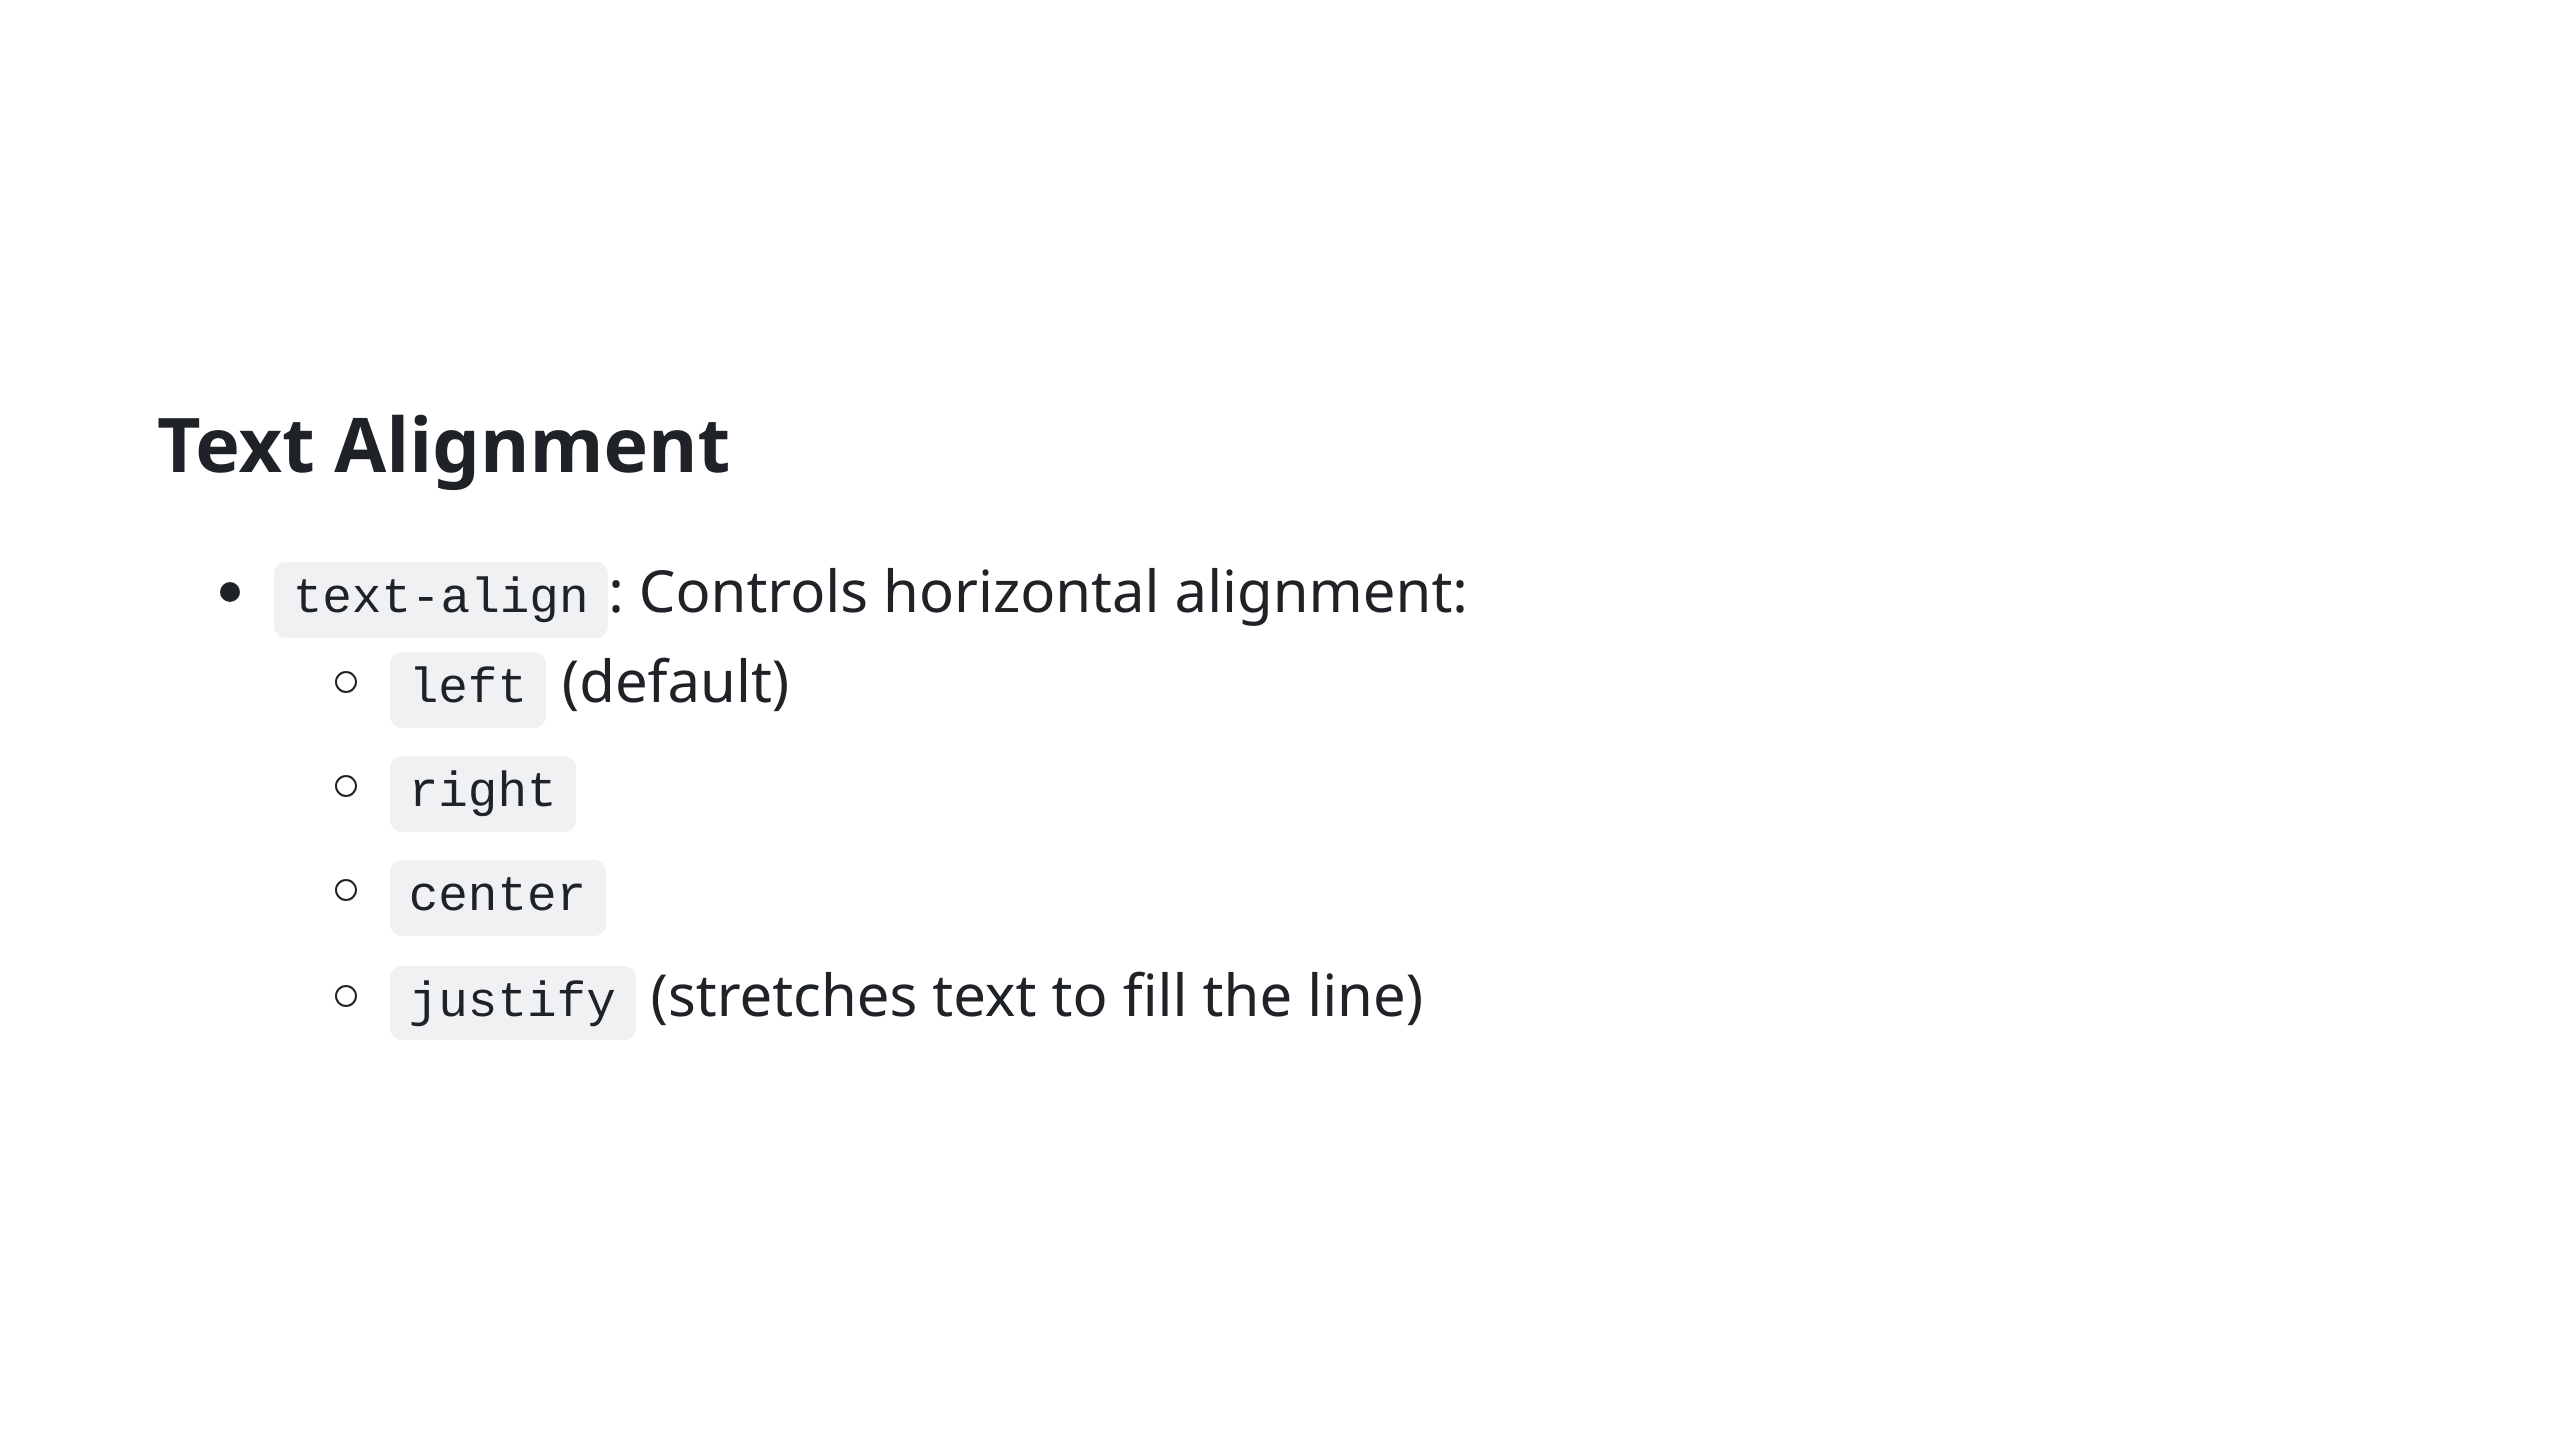 Text Alignment
text-align: Controls horizontal alignment:
left (default)
right
center
justify (stretches text to fill the line)